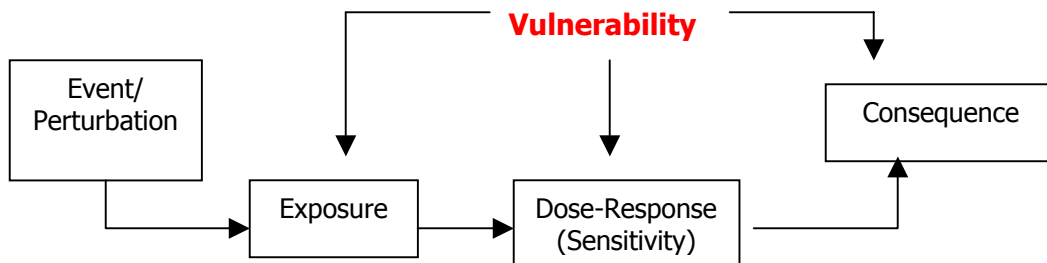 Vulnerability
Event/
Perturbation
Consequence
Exposure
Dose-Response
(Sensitivity)